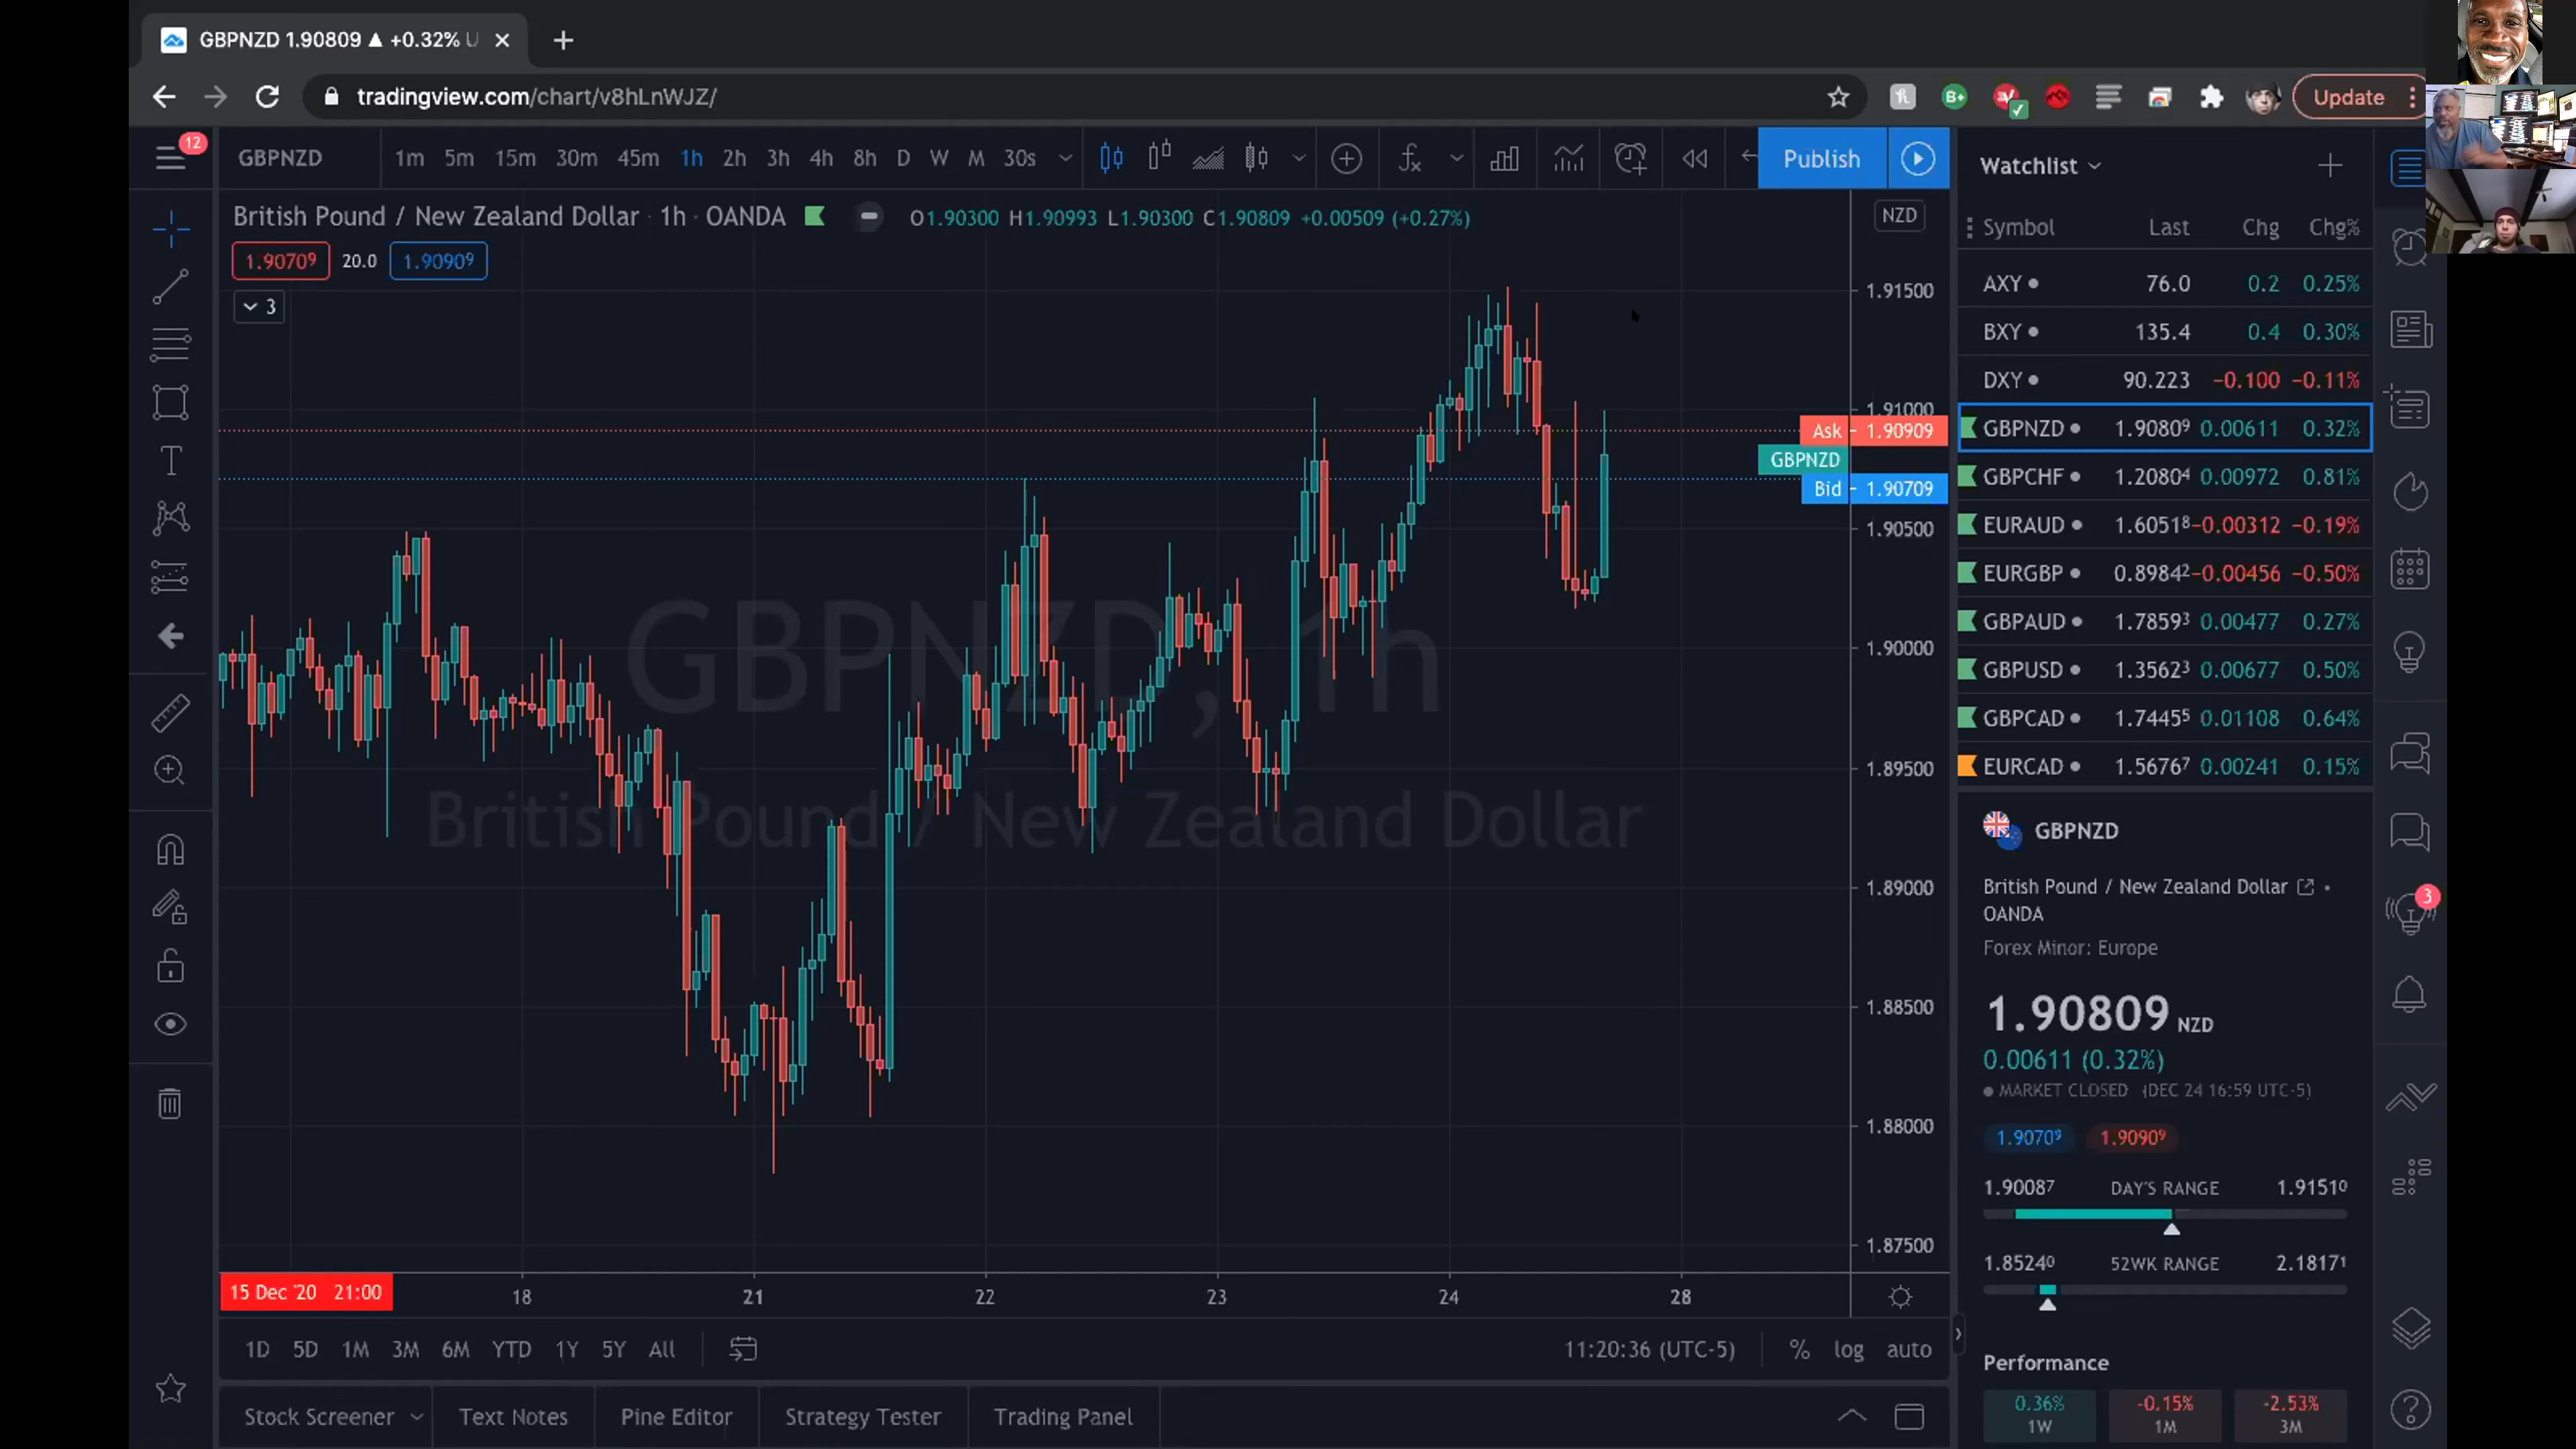 GBPNZD 1.90809 ▲ +0.32% U
tradingview.com/chart/v8hLnWJZ/
Update
12
GBPNZD 1m 5m 15m 30m 45m 1h 2h 3h 4h 8h D W M 30s
Publish
British Pound / New Zealand Dollar · 1h · OANDA
O1.90300 H1.90993 L1.90300 C1.90809 +0.00509 (+0.27%)
NZD
1.90709 20.0 1.90909
3
1.91500
1.91000
Ask 1.90909
GBPNZD
Bid 1.90709
1.90500
1.90000
1.89500
1.89000
1.88500
1.88000
1.87500
GBPNZD, 1h
British Pound / New Zealand Dollar
15 Dec '20 21:00 18 21 22 23 24 28
1D 5D 1M 3M 6M YTD 1Y 5Y All
11:20:36 (UTC-5) % log auto
Stock Screener Text Notes Pine Editor Strategy Tester Trading Panel
Watchlist
Symbol Last Chg Chg%
AXY 76.0 0.2 0.25%
BXY 135.4 0.4 0.30%
DXY 90.223 −0.100 −0.11%
GBPNZD 1.90809 0.00611 0.32%
GBPCHF 1.20804 0.00972 0.81%
EURAUD 1.60518 −0.00312 −0.19%
EURGBP 0.89842 −0.00456 −0.50%
GBPAUD 1.78593 0.00477 0.27%
GBPUSD 1.35623 0.00677 0.50%
GBPCAD 1.74455 0.01108 0.64%
EURCAD 1.56767 0.00241 0.15%
GBPNZD
British Pound / New Zealand Dollar
OANDA
Forex Minor: Europe
1.90809 NZD
0.00611 (0.32%)
MARKET CLOSED (DEC 24 16:59 UTC-5)
1.90709 1.90909
1.90087 DAY'S RANGE 1.91510
1.85240 52WK RANGE 2.18171
Performance
0.36% -0.15% -2.53%
1W 1M 3M
3